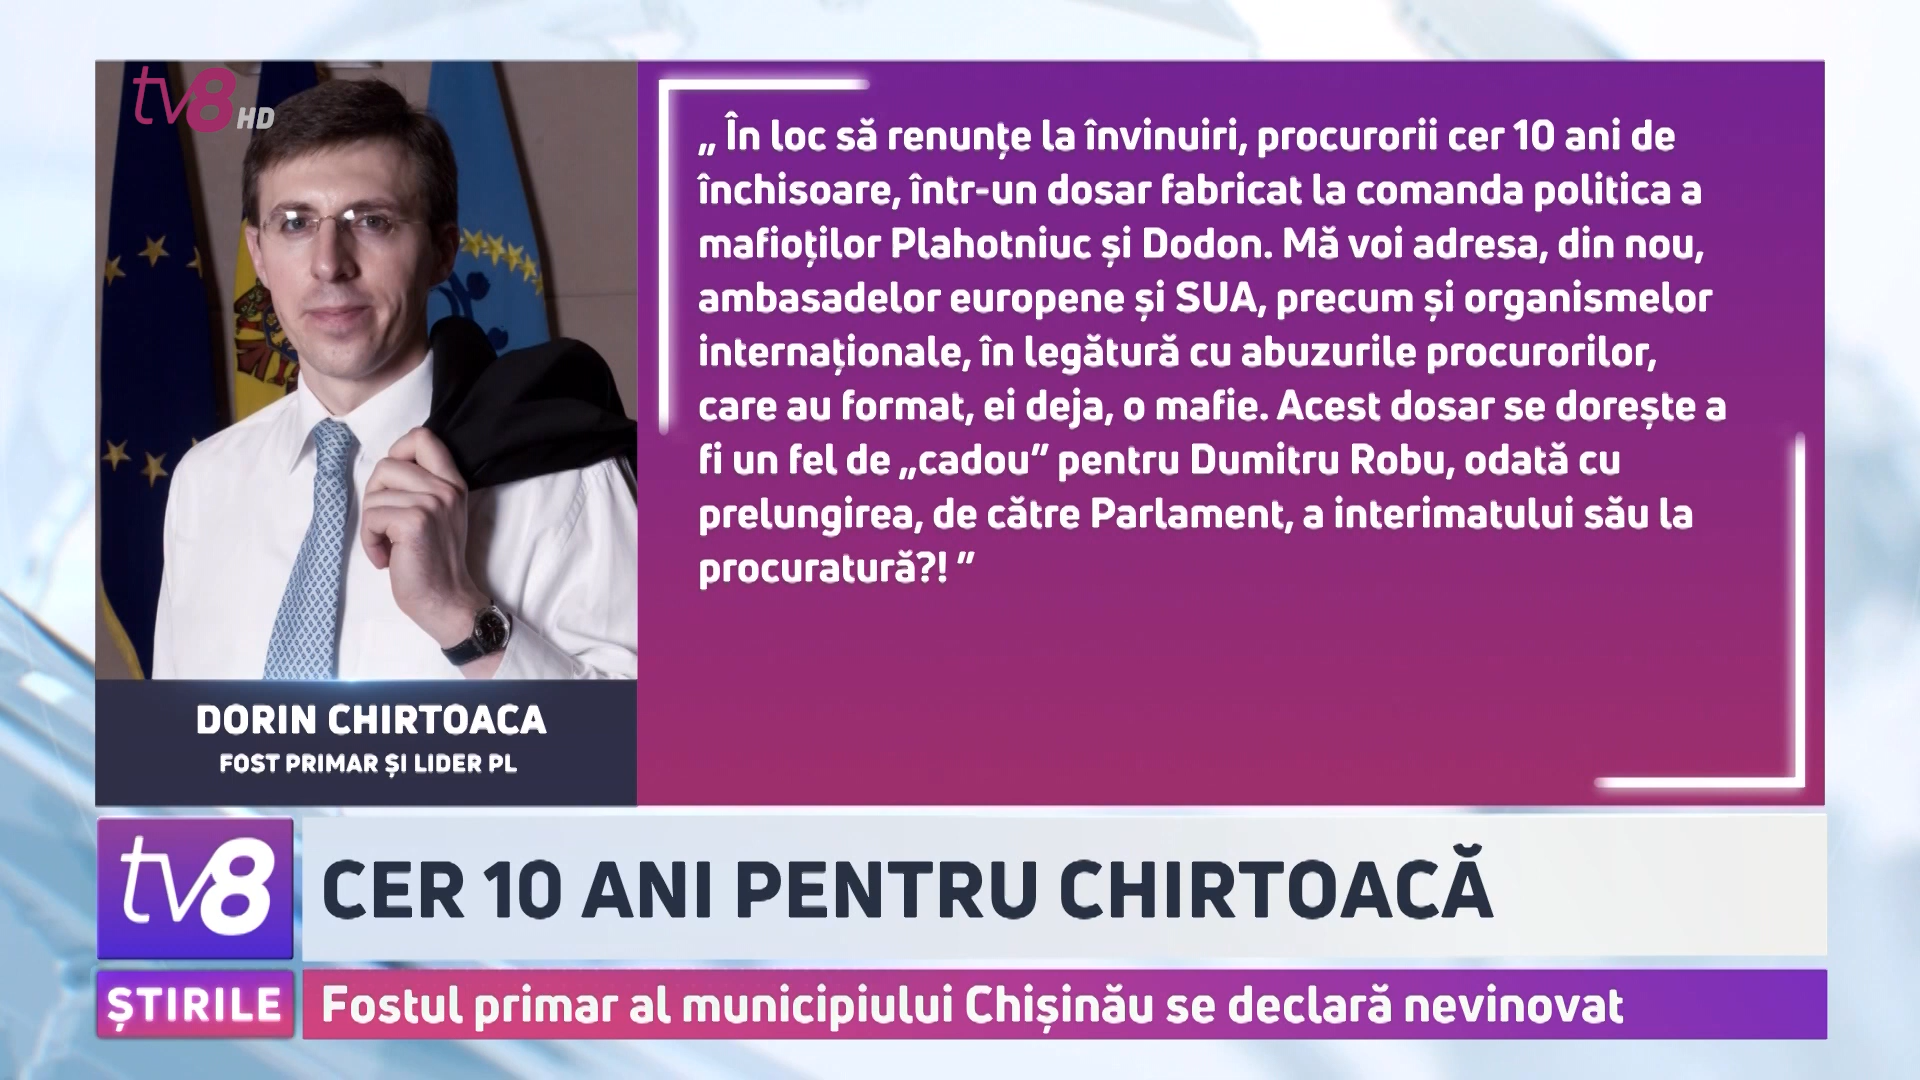 tv8 HD
„ În loc să renunțe la învinuiri, procurorii cer 10 ani de
închisoare, într-un dosar fabricat la comanda politica a
mafioților Plahotniuc și Dodon. Mă voi adresa, din nou,
ambasadelor europene și SUA, precum și organismelor
internaționale, în legătură cu abuzurile procurorilor,
care au format, ei deja, o mafie. Acest dosar se dorește a
fi un fel de „cadou” pentru Dumitru Robu, odată cu
prelungirea, de către Parlament, a interimatului său la
procuratură?! ”
DORIN CHIRTOACA
FOST PRIMAR ȘI LIDER PL
tv8
CER 10 ANI PENTRU CHIRTOACĂ
ȘTIRILE
Fostul primar al municipiului Chișinău se declară nevinovat